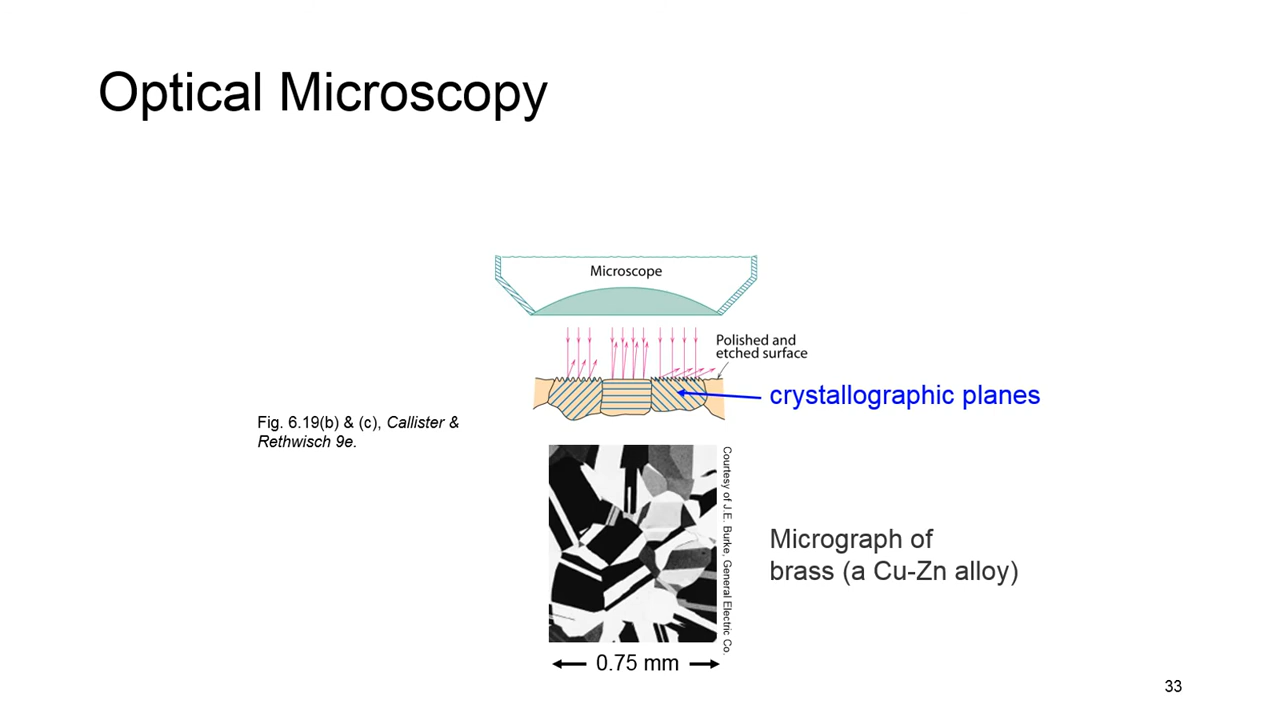 Optical Microscopy
Microscope
Polished and
etched surface
crystallographic planes
Fig. 6.19(b) & (c), Callister &
Rethwisch 9e.
Courtesy of J.E. Burke, General Electric Co.
Micrograph of
brass (a Cu-Zn alloy)
0.75 mm
33